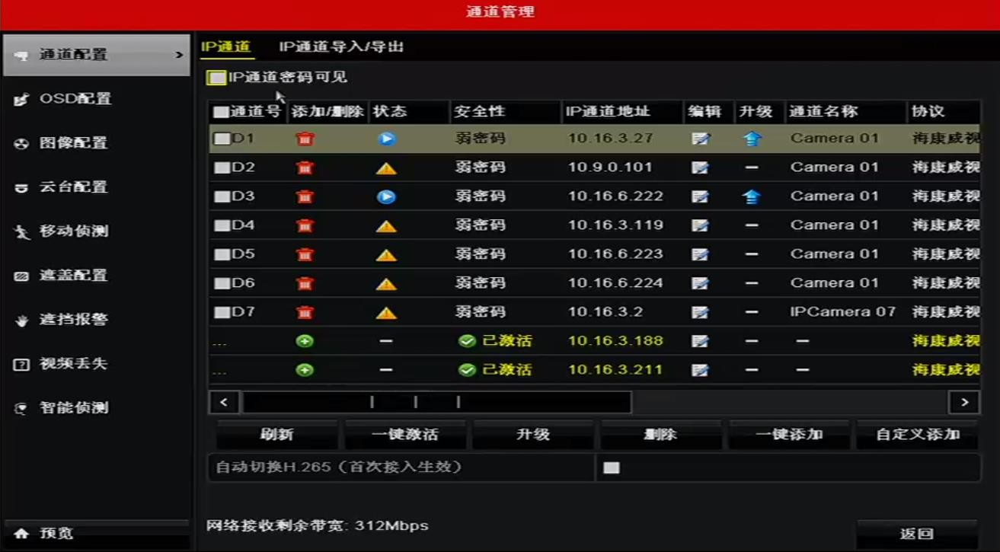 通道管理
通道配置
OSD配置
图像配置
云台配置
移动侦测
遮盖配置
遮挡报警
视频丢失
智能侦测
预览
IP通道 IP通道导入/导出
IP通道密码可见
通道号 添加/删除 状态 安全性 IP通道地址 编辑 升级 通道名称 协议
D1 弱密码 10.16.3.27 Camera 01 海康威视
D2 弱密码 10.9.0.101 — Camera 01 海康威视
D3 弱密码 10.16.6.222 Camera 01 海康威视
D4 弱密码 10.16.3.119 — Camera 01 海康威视
D5 弱密码 10.16.6.223 — Camera 01 海康威视
D6 弱密码 10.16.6.224 — Camera 01 海康威视
D7 弱密码 10.16.3.2 — IPCamera 07 海康威视
... — 已激活 10.16.3.188 — — 海康威视
... — 已激活 10.16.3.211 — — 海康威视
刷新 一键激活 升级 删除 一键添加 自定义添加
自动切换H.265（首次接入生效）
网络接收剩余带宽: 312Mbps
返回